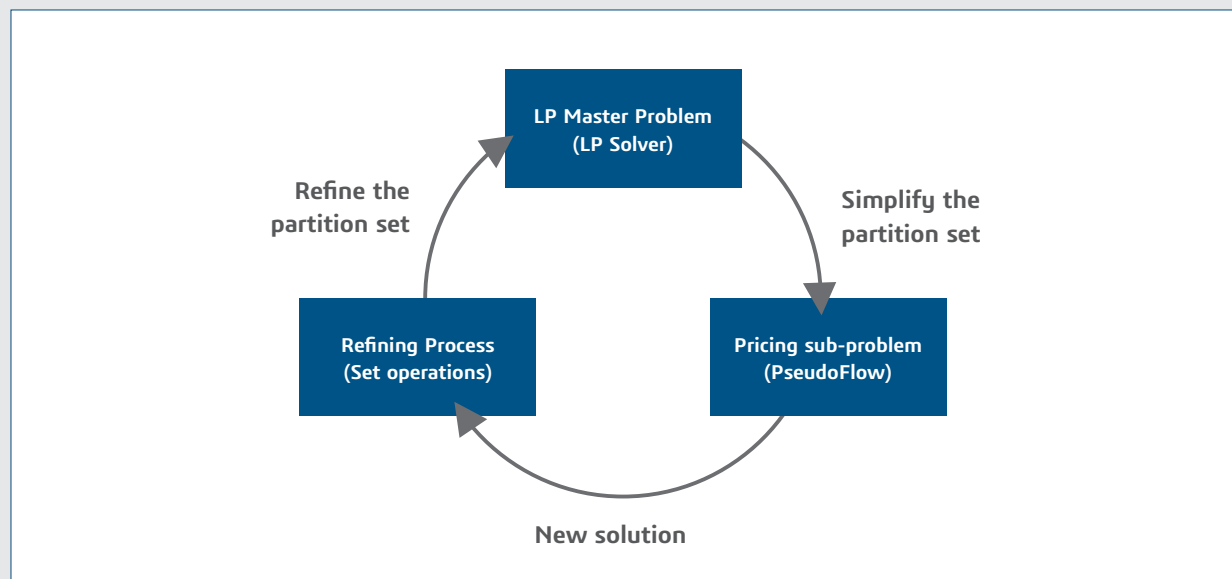 LP Master Problem
(LP Solver)
Refine the
partition set
Simplify the
partition set
Refining Process
(Set operations)
Pricing sub-problem
(PseudoFlow)
New solution